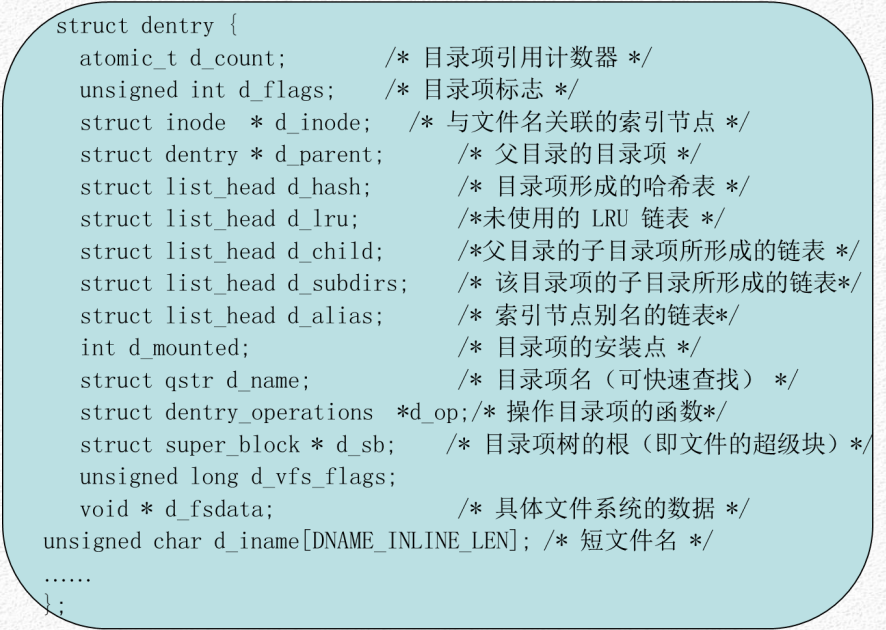 struct dentry {
atomic_t d_count; /* 目录项引用计数器 */
unsigned int d_flags; /* 目录项标志 */
struct inode * d_inode; /* 与文件名关联的索引节点 */
struct dentry * d_parent; /* 父目录的目录项 */
struct list_head d_hash; /* 目录项形成的哈希表 */
struct list_head d_lru; /*未使用的 LRU 链表 */
struct list_head d_child; /*父目录的子目录项所形成的链表 */
struct list_head d_subdirs; /* 该目录项的子目录所形成的链表*/
struct list_head d_alias; /* 索引节点别名的链表*/
int d_mounted; /* 目录项的安装点 */
struct qstr d_name; /* 目录项名（可快速查找） */
struct dentry_operations *d_op;/* 操作目录项的函数*/
struct super_block * d_sb; /* 目录项树的根（即文件的超级块）*/
unsigned long d_vfs_flags;
void * d_fsdata; /* 具体文件系统的数据 */
unsigned char d_iname[DNAME_INLINE_LEN]; /* 短文件名 */
……
};